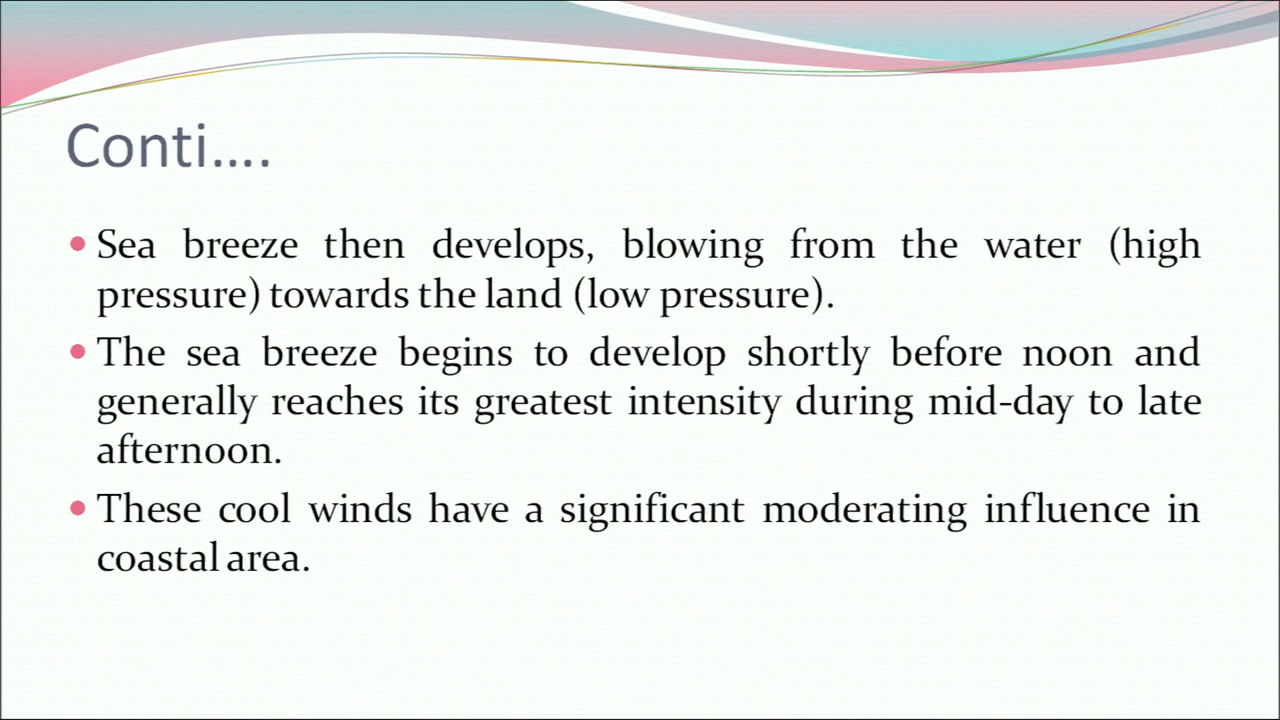 Conti….
Sea breeze then develops, blowing from the water (high
pressure) towards the land (low pressure).
The sea breeze begins to develop shortly before noon and
generally reaches its greatest intensity during mid-day to late
afternoon.
These cool winds have a significant moderating influence in
coastal area.